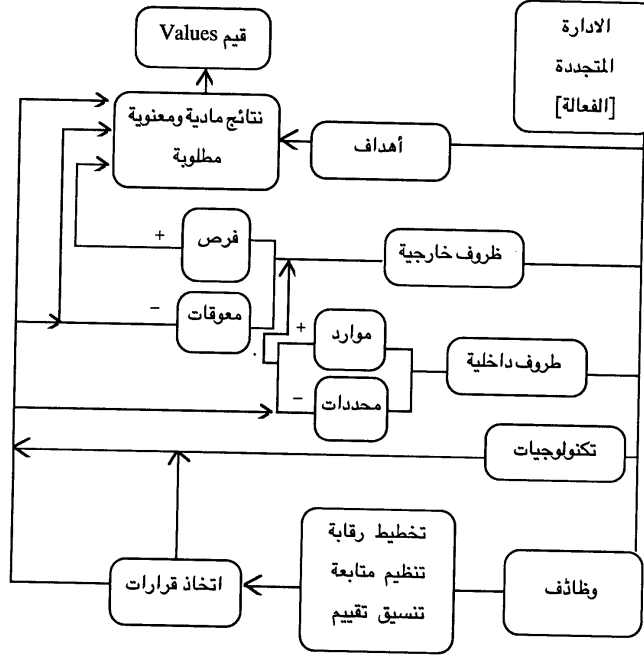 الادارة
المتجددة
[الفعالة]
قيم Values
نتائج مادية ومعنوية
مطلوبة
أهداف
ظروف خارجية
فرص
+
معوقات
−
طروف داخلية
موارد
+
محددات
−
تكنولوجيات
وظائف
تخطيط رقابة
تنظيم متابعة
تنسيق تقييم
اتخاذ قرارات